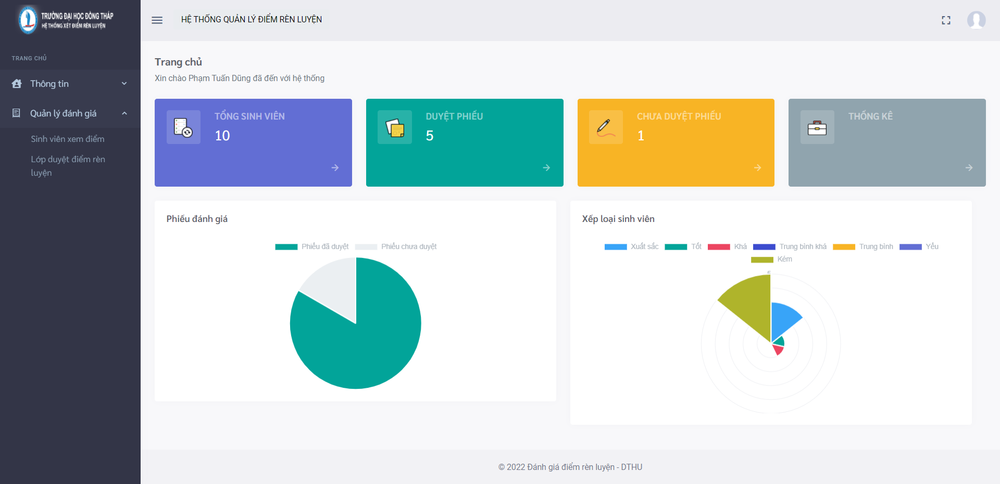 TRƯỜNG ĐẠI HỌC ĐỒNG THÁP
HỆ THỐNG XÉT ĐIỂM RÈN LUYỆN
HỆ THỐNG QUẢN LÝ ĐIỂM RÈN LUYỆN
TRANG CHỦ
Thông tin
Quản lý đánh giá
Sinh viên xem điểm
Lớp duyệt điểm rèn
luyện
Trang chủ
Xin chào Phạm Tuấn Dũng đã đến với hệ thống
TỔNG SINH VIÊN
10
DUYỆT PHIẾU
5
CHƯA DUYỆT PHIẾU
1
THỐNG KÊ
Phiếu đánh giá
Phiếu đã duyệt Phiếu chưa duyệt
Xếp loại sinh viên
Xuất sắc Tốt Khá Trung bình khá Trung bình Yếu
Kém
5
© 2022 Đánh giá điểm rèn luyện - DTHU